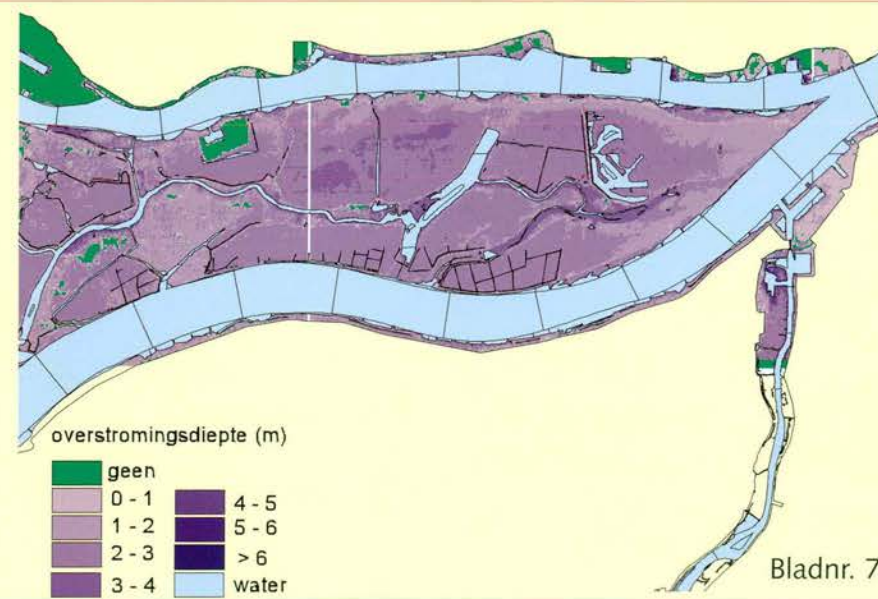 overstromingsdiepte (m)
geen
0 - 1
1 - 2
2 - 3
3 - 4
4 - 5
5 - 6
> 6
water
Bladnr. 7